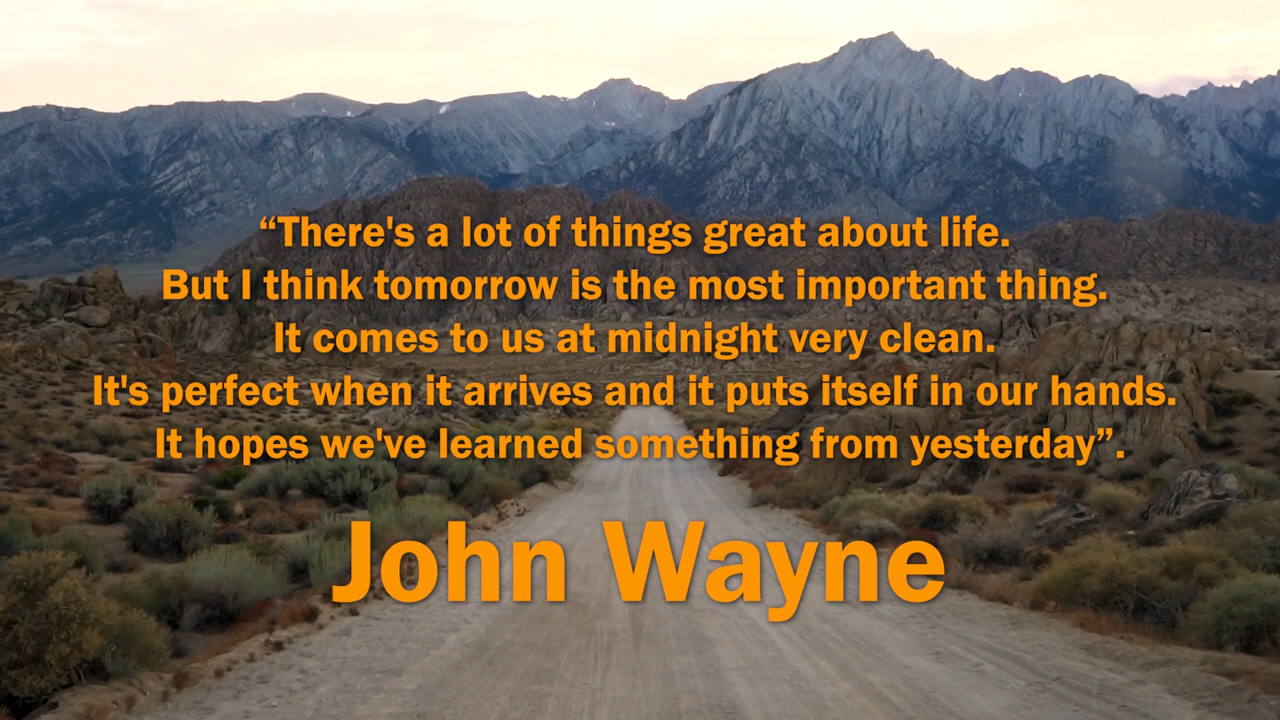 “There's a lot of things great about life.
But I think tomorrow is the most important thing.
It comes to us at midnight very clean.
It's perfect when it arrives and it puts itself in our hands.
It hopes we've learned something from yesterday”.
John Wayne